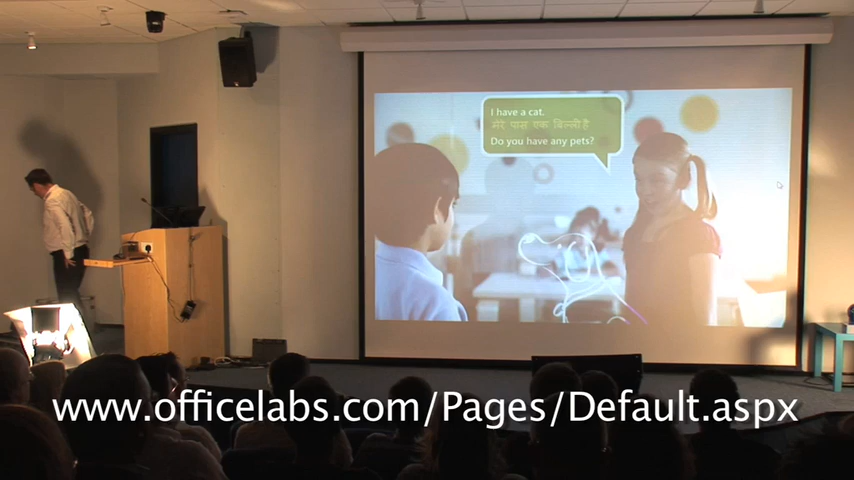 I have a cat.
मेरे पास एक बिल्ली है
Do you have any pets?
www.officelabs.com/Pages/Default.aspx